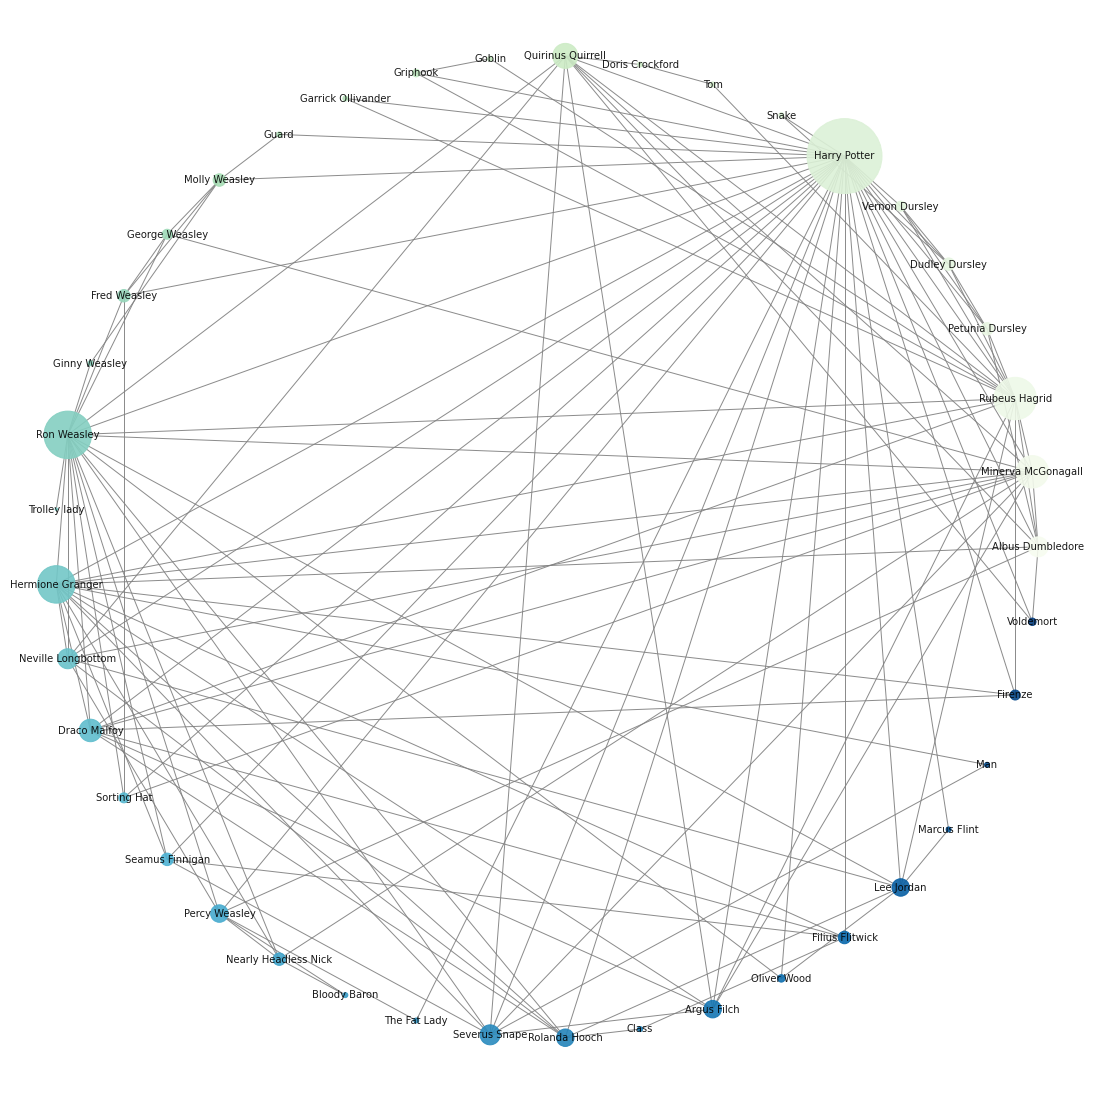 Quirinus Quirrell
Goblin
Doris Crockford
Griphook
Tom
Garrick Ollivander
Snake
Guard
Harry Potter
Molly Weasley
Vernon Dursley
George Weasley
Dudley Dursley
Fred Weasley
Petunia Dursley
Ginny Weasley
Rubeus Hagrid
Ron Weasley
Minerva McGonagall
Trolley lady
Albus Dumbledore
Hermione Granger
Voldemort
Neville Longbottom
Firenze
Draco Malfoy
Man
Sorting Hat
Marcus Flint
Seamus Finnigan
Lee Jordan
Percy Weasley
Filius Flitwick
Nearly Headless Nick
Oliver Wood
Bloody Baron
Argus Filch
The Fat Lady
Class
Severus Snape
Rolanda Hooch